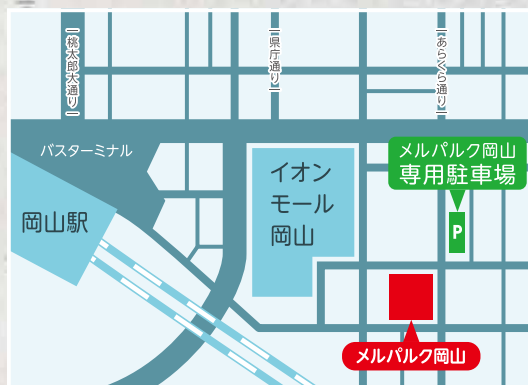 桃太郎大通り
県庁通り
あらくら通り
バスターミナル
メルパルク岡山
専用駐車場
イオン
モール
岡山
岡山駅
P
メルパルク岡山